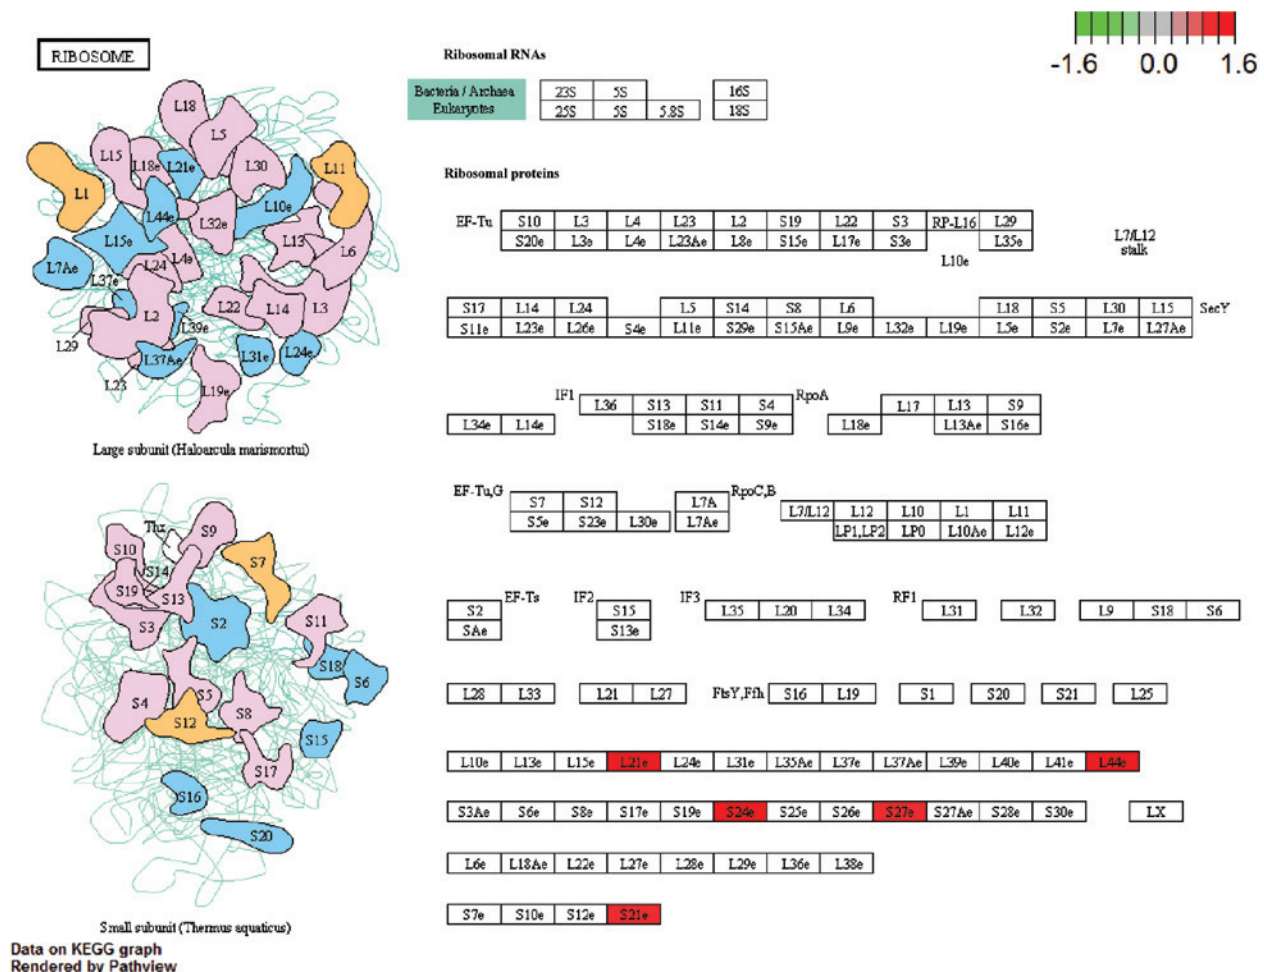 RIBOSOME
-1.6 0.0 1.6
Ribosomal RNAs
Bacteria / Archaea 23S 5S 16S
Eukaryotes 25S 5S 5.8S 18S
Ribosomal proteins
EF-Tu S10 L3 L4 L23 L2 S19 L22 S3 RP-L16 L29
S20e L3e L4e L23Ae L8e S15e L17e S3e L35e
L10e
L7/L12
stalk
S17 L14 L24 L5 S14 S8 L6 L18 S5 L30 L15 SecY
S11e L23e L26e S4e L11e S29e S15Ae L9e L32e L19e L5e S2e L7e L27Ae
IF1 L36 S13 S11 S4 RpoA L17 L13 S9
L34e L14e S18e S14e S9e L18e L13Ae S16e
EF-Tu,G S7 S12 L7A RpoC,B L7/L12 L12 L10 L1 L11
S5e S23e L30e L7Ae LP1,LP2 LP0 L10Ae L12e
S2 EF-Ts IF2 S15 IF3 L35 L20 L34 RF1 L31 L32 L9 S18 S6
SAe S13e
L28 L33 L21 L27 FtsY,Ffh S16 L19 S1 S20 S21 L25
L10e L13e L15e L21e L24e L31e L35Ae L37e L37Ae L39e L40e L41e L44e
S3Ae S6e S8e S17e S19e S24e S25e S26e S27e S27Ae S28e S30e LX
L6e L18Ae L22e L27e L28e L29e L36e L38e
S7e S10e S12e S21e
L18
L5
L15 L18e L21e L30 L11
L1
L44e L32e L10e
L15e L13 L6
L7Ae L24 L4e
L37e
L2 L22 L14 L3
L39e
L29
L37Ae L31e L24e
L23 L19e
Large subunit (Haloarcula marismortui)
Thx S9
S10 S7
S14
S19 S13
S3 S2 S11
S18
S6
S4 S5 S8
S12
S15
S17
S16
S20
Small subunit (Thermus aquaticus)
Data on KEGG graph
Rendered by Pathview